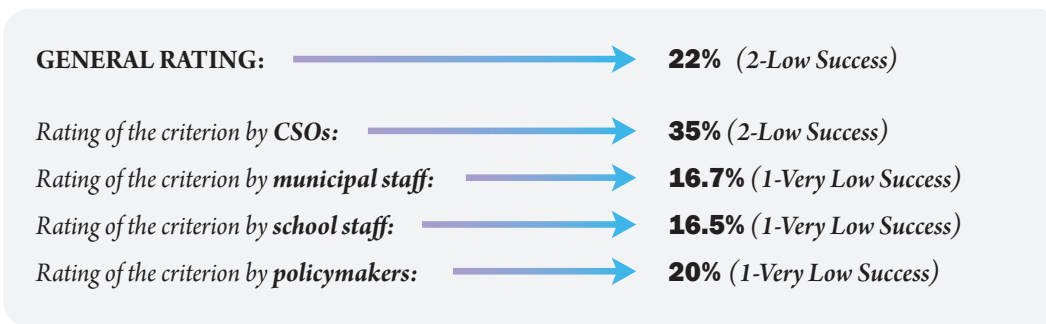 GENERAL RATING: 22% (2-Low Success)
Rating of the criterion by CSOs: 35% (2-Low Success)
Rating of the criterion by municipal staff: 16.7% (1-Very Low Success)
Rating of the criterion by school staff: 16.5% (1-Very Low Success)
Rating of the criterion by policymakers: 20% (1-Very Low Success)